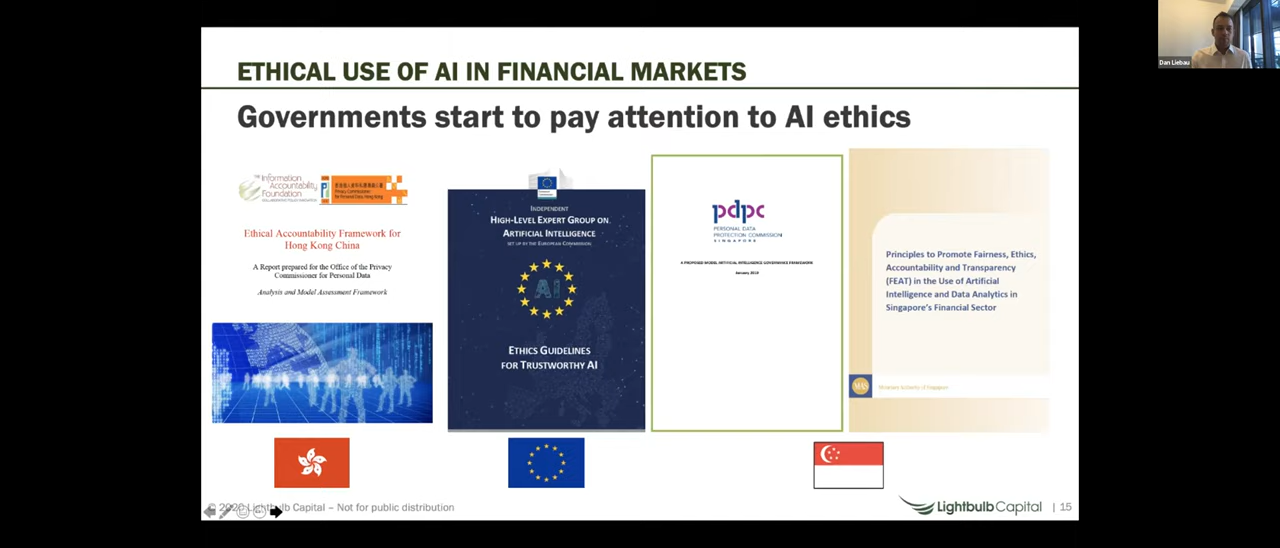 ETHICAL USE OF AI IN FINANCIAL MARKETS
Governments start to pay attention to AI ethics
THE Information
Accountability
Foundation
Ethical Accountability Framework for
Hong Kong China
A Report prepared for the Office of the Privacy
Commissioner for Personal Data
Analysis and Model Assessment Framework
INDEPENDENT
HIGH-LEVEL EXPERT GROUP ON
ARTIFICIAL INTELLIGENCE
SET UP BY THE EUROPEAN COMMISSION
AI
ETHICS GUIDELINES
FOR TRUSTWORTHY AI
pdpc
PERSONAL DATA
PROTECTION COMMISSION
SINGAPORE
A PROPOSED MODEL ARTIFICIAL INTELLIGENCE GOVERNANCE FRAMEWORK
January 2019
Principles to Promote Fairness, Ethics,
Accountability and Transparency
(FEAT) in the Use of Artificial
Intelligence and Data Analytics in
Singapore's Financial Sector
MAS
Monetary Authority of Singapore
© 2020 Lightbulb Capital – Not for public distribution
LightbulbCapital | 15
Dan Liebau